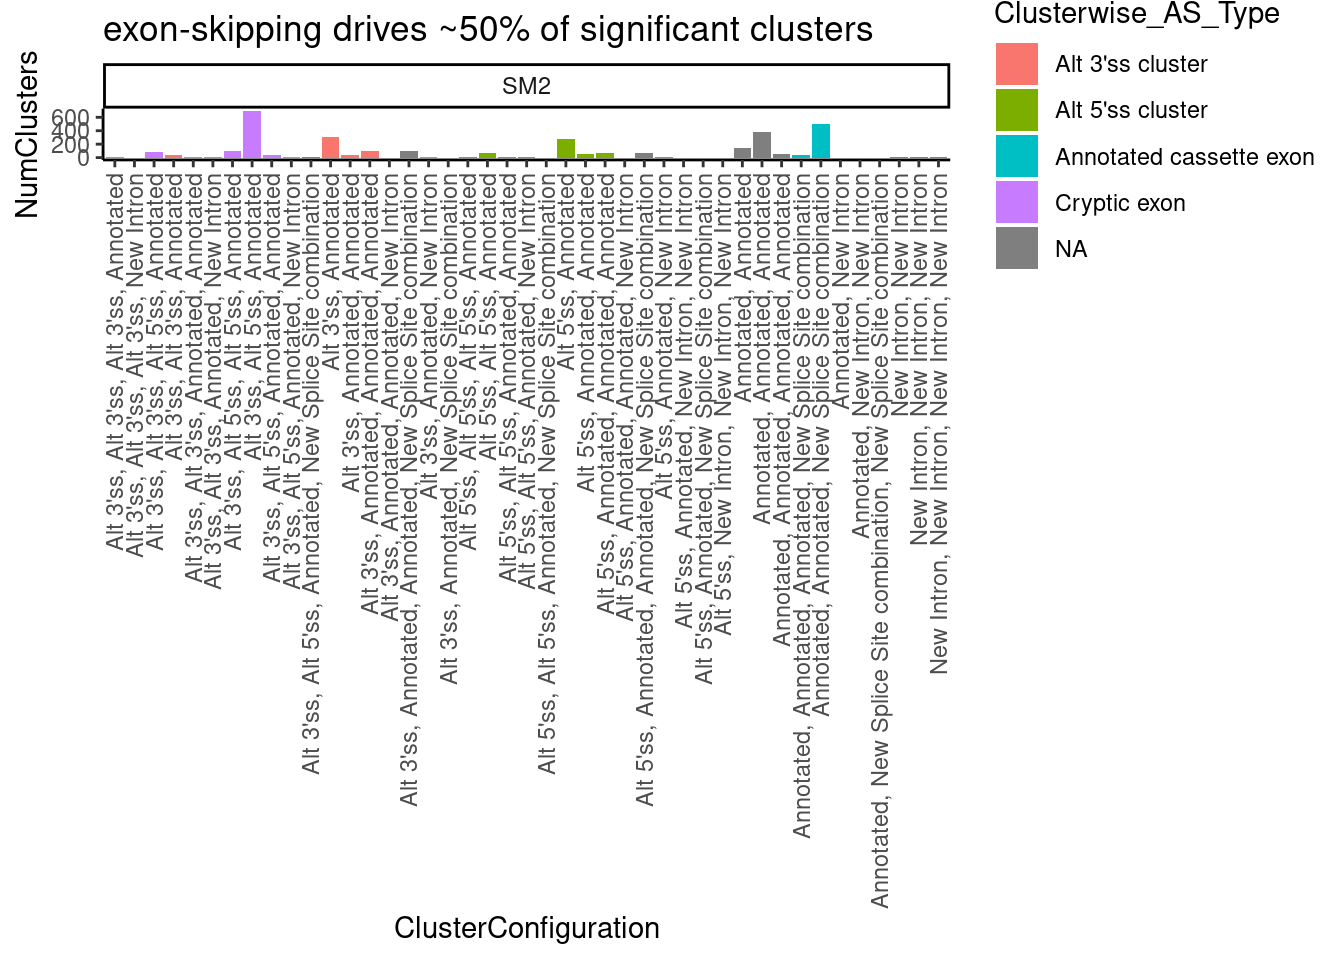 exon-skipping drives ~50% of significant clusters
SM2
NumClusters
600
400
200
0
Alt 3'ss, Alt 3'ss, Alt 3'ss, Annotated
Alt 3'ss, Alt 3'ss, Alt 3'ss, New Intron
Alt 3'ss, Alt 3'ss, Alt 5'ss, Annotated
Alt 3'ss, Alt 3'ss, Annotated
Alt 3'ss, Alt 3'ss, Annotated, Annotated
Alt 3'ss, Alt 3'ss, Annotated, New Intron
Alt 3'ss, Alt 5'ss, Alt 5'ss, Annotated
Alt 3'ss, Alt 5'ss, Annotated
Alt 3'ss, Alt 5'ss, Annotated, Annotated
Alt 3'ss, Alt 5'ss, Annotated, New Intron
Alt 3'ss, Alt 5'ss, Annotated, New Splice Site combination
Alt 3'ss, Annotated
Alt 3'ss, Annotated, Annotated
Alt 3'ss, Annotated, Annotated, Annotated
Alt 3'ss, Annotated, Annotated, New Intron
Alt 3'ss, Annotated, Annotated, New Splice Site combination
Alt 3'ss, Annotated, New Intron
Alt 3'ss, Annotated, New Splice Site combination
Alt 5'ss, Alt 5'ss, Alt 5'ss, Annotated
Alt 5'ss, Alt 5'ss, Annotated
Alt 5'ss, Alt 5'ss, Annotated, Annotated
Alt 5'ss, Alt 5'ss, Annotated, New Intron
Alt 5'ss, Alt 5'ss, Annotated, New Splice Site combination
Alt 5'ss, Annotated
Alt 5'ss, Annotated, Annotated
Alt 5'ss, Annotated, Annotated, Annotated
Alt 5'ss, Annotated, Annotated, New Intron
Alt 5'ss, Annotated, Annotated, New Splice Site combination
Alt 5'ss, Annotated, New Intron
Alt 5'ss, Annotated, New Intron, New Intron
Alt 5'ss, Annotated, New Splice Site combination
Alt 5'ss, New Intron, New Intron, New Intron
Annotated, Annotated
Annotated, Annotated, Annotated
Annotated, Annotated, Annotated, Annotated
Annotated, Annotated, Annotated, New Splice Site combination
Annotated, Annotated, New Splice Site combination
Annotated, New Intron
Annotated, New Intron, New Intron
Annotated, New Splice Site combination, New Splice Site combination
New Intron, New Intron
New Intron, New Intron, New Intron
New Intron, New Intron, New Intron, New Intron
ClusterConfiguration
Clusterwise_AS_Type
Alt 3'ss cluster
Alt 5'ss cluster
Annotated cassette exon
Cryptic exon
NA